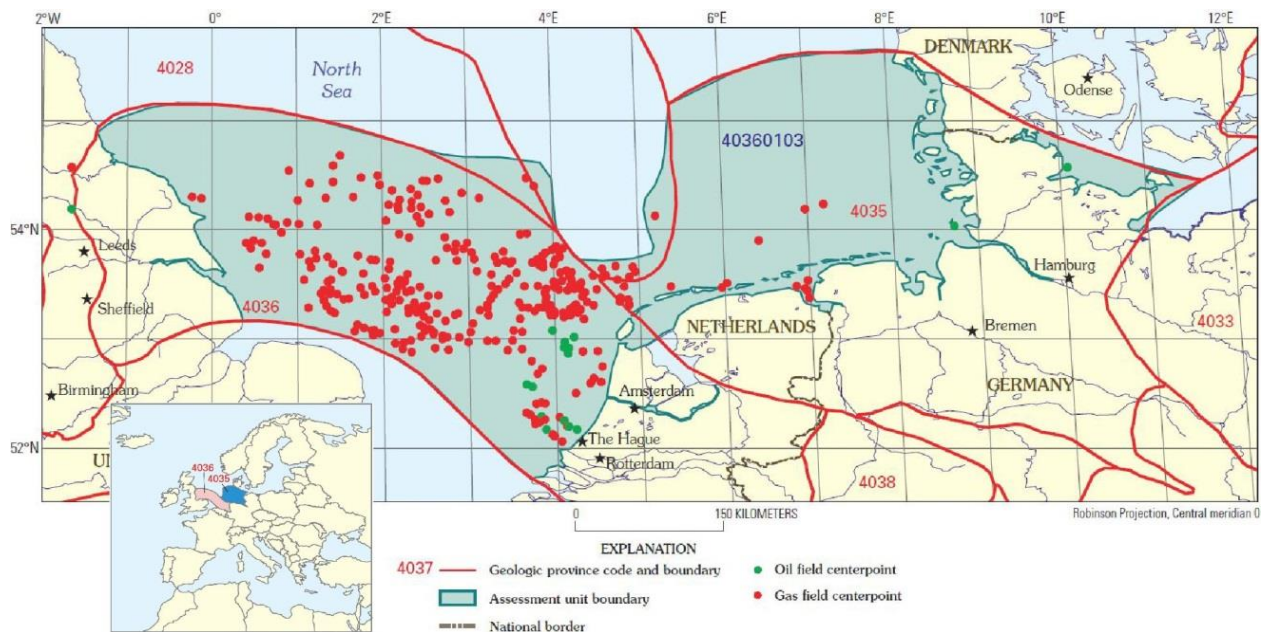 2°W 0° 2°E 4°E 6°E 8°E 10°E 12°E
DENMARK
4028
North
Sea
Odense
40360103
4035
54°N
54°N
Leeds
Hamburg
Sheffield
4036
NETHERLANDS
Bremen
4033
Birmingham
Amsterdam
GERMANY
52°N
The Hague
52°N
UN
Rotterdam
4038
4036
4035
0 150 KILOMETERS
Robinson Projection, Central meridian 0
EXPLANATION
4037 Geologic province code and boundary
Assessment unit boundary
National border
Oil field centerpoint
Gas field centerpoint